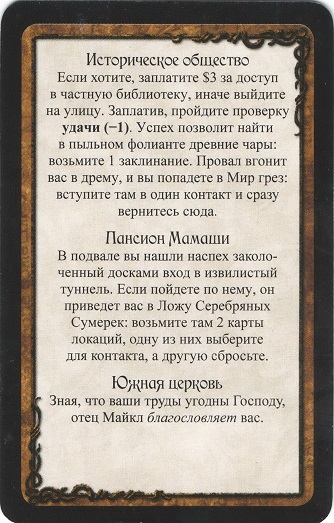 Историческое общество
Если хотите, заплатите $3 за доступ
в частную библиотеку, иначе выйдите
на улицу. Заплатив, пройдите проверку
удачи (−1). Успех позволит найти
в пыльном фолианте древние чары:
возьмите 1 заклинание. Провал вгонит
вас в дрему, и вы попадете в Мир грез:
вступите там в один контакт и сразу
вернитесь сюда.
Пансион Мамаши
В подвале вы нашли наспех заколо-
ченный досками вход в извилистый
туннель. Если пойдете по нему, он
приведет вас в Ложу Серебряных
Сумерек: возьмите там 2 карты
локаций, одну из них выберите
для контакта, а другую сбросьте.
Южная церковь
Зная, что ваши труды угодны Господу,
отец Майкл благословляет вас.